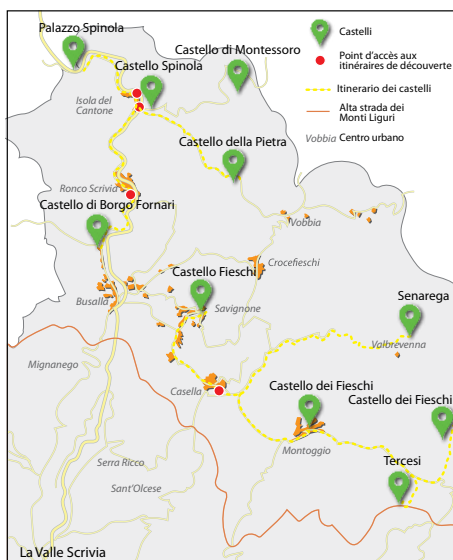 Palazzo Spinola
Castello di Montessoro
Castello Spinola
Isola del
Cantone
Castello della Pietra
Ronco Scrivia
Castello di Borgo Fornari
Vobbia
Crocefieschi
Castello Fieschi
Busalla
Savignone
Senarega
Valbrevenna
Mignanego
Casella
Castello dei Fieschi
Castello dei Fieschi
Montoggio
Serra Ricco
Tercesi
Sant'Olcese
La Valle Scrivia
Castelli
Point d'accès aux
itinéraires de découverte
Itinerario dei castelli
Alta strada dei
Monti Liguri
Vobbia Centro urbano